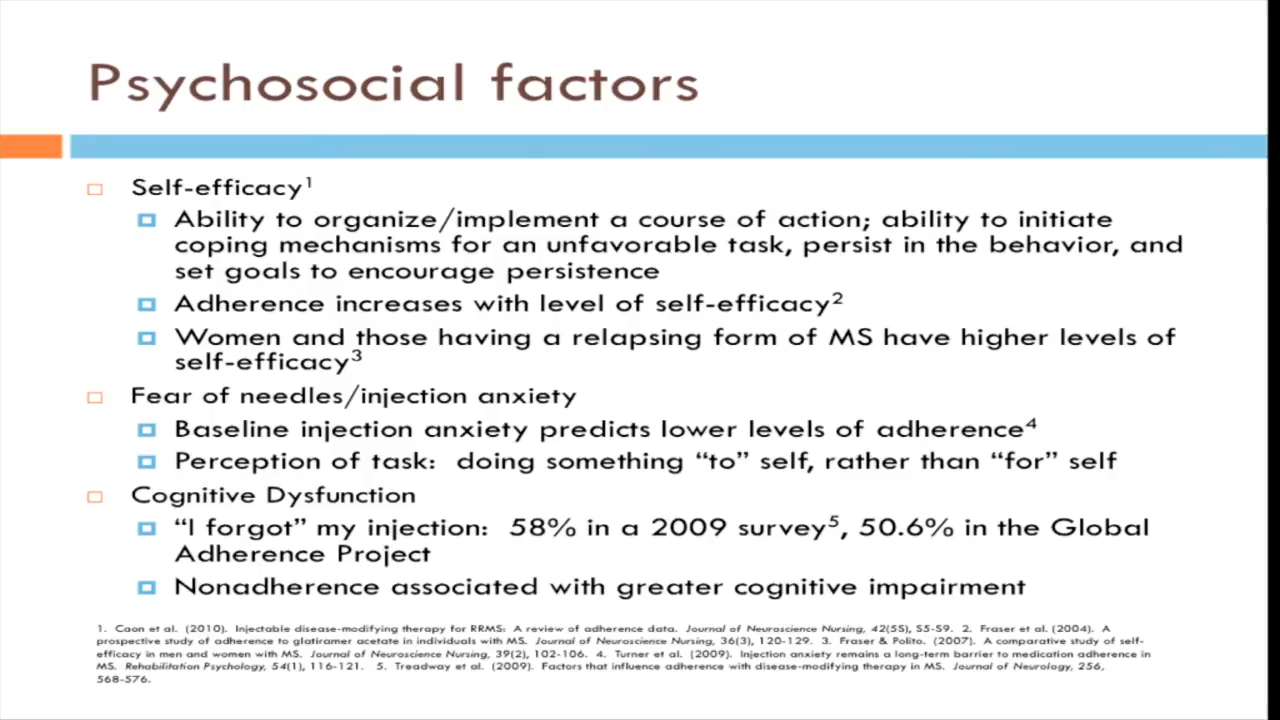 Psychosocial factors
Self-efficacy1
Ability to organize/implement a course of action; ability to initiate
coping mechanisms for an unfavorable task, persist in the behavior, and
set goals to encourage persistence
Adherence increases with level of self-efficacy2
Women and those having a relapsing form of MS have higher levels of
self-efficacy3
Fear of needles/injection anxiety
Baseline injection anxiety predicts lower levels of adherence4
Perception of task:  doing something “to” self, rather than “for” self
Cognitive Dysfunction
“I forgot” my injection:  58% in a 2009 survey5, 50.6% in the Global
Adherence Project
Nonadherence associated with greater cognitive impairment
1.  Caon et al.  (2010).  Injectable disease-modifying therapy for RRMS:  A review of adherence data.  Journal of Neuroscience Nursing, 42(5S), S5-S9.  2.  Fraser et al. (2004).  A
prospective study of adherence to glatiramer acetate in individuals with MS.  Journal of Neuroscience Nursing, 36(3), 120-129.  3.  Fraser & Polito.  (2007).  A comparative study of self-
efficacy in men and women with MS.  Journal of Neuroscience Nursing, 39(2), 102-106.  4.  Turner et al.  (2009).  Injection anxiety remains a long-term barrier to medication adherence in
MS.  Rehabilitation Psychology, 54(1), 116-121.  5.  Treadway et al.  (2009).  Factors that influence adherence with disease-modifying therapy in MS.  Journal of Neurology, 256,
568-576.